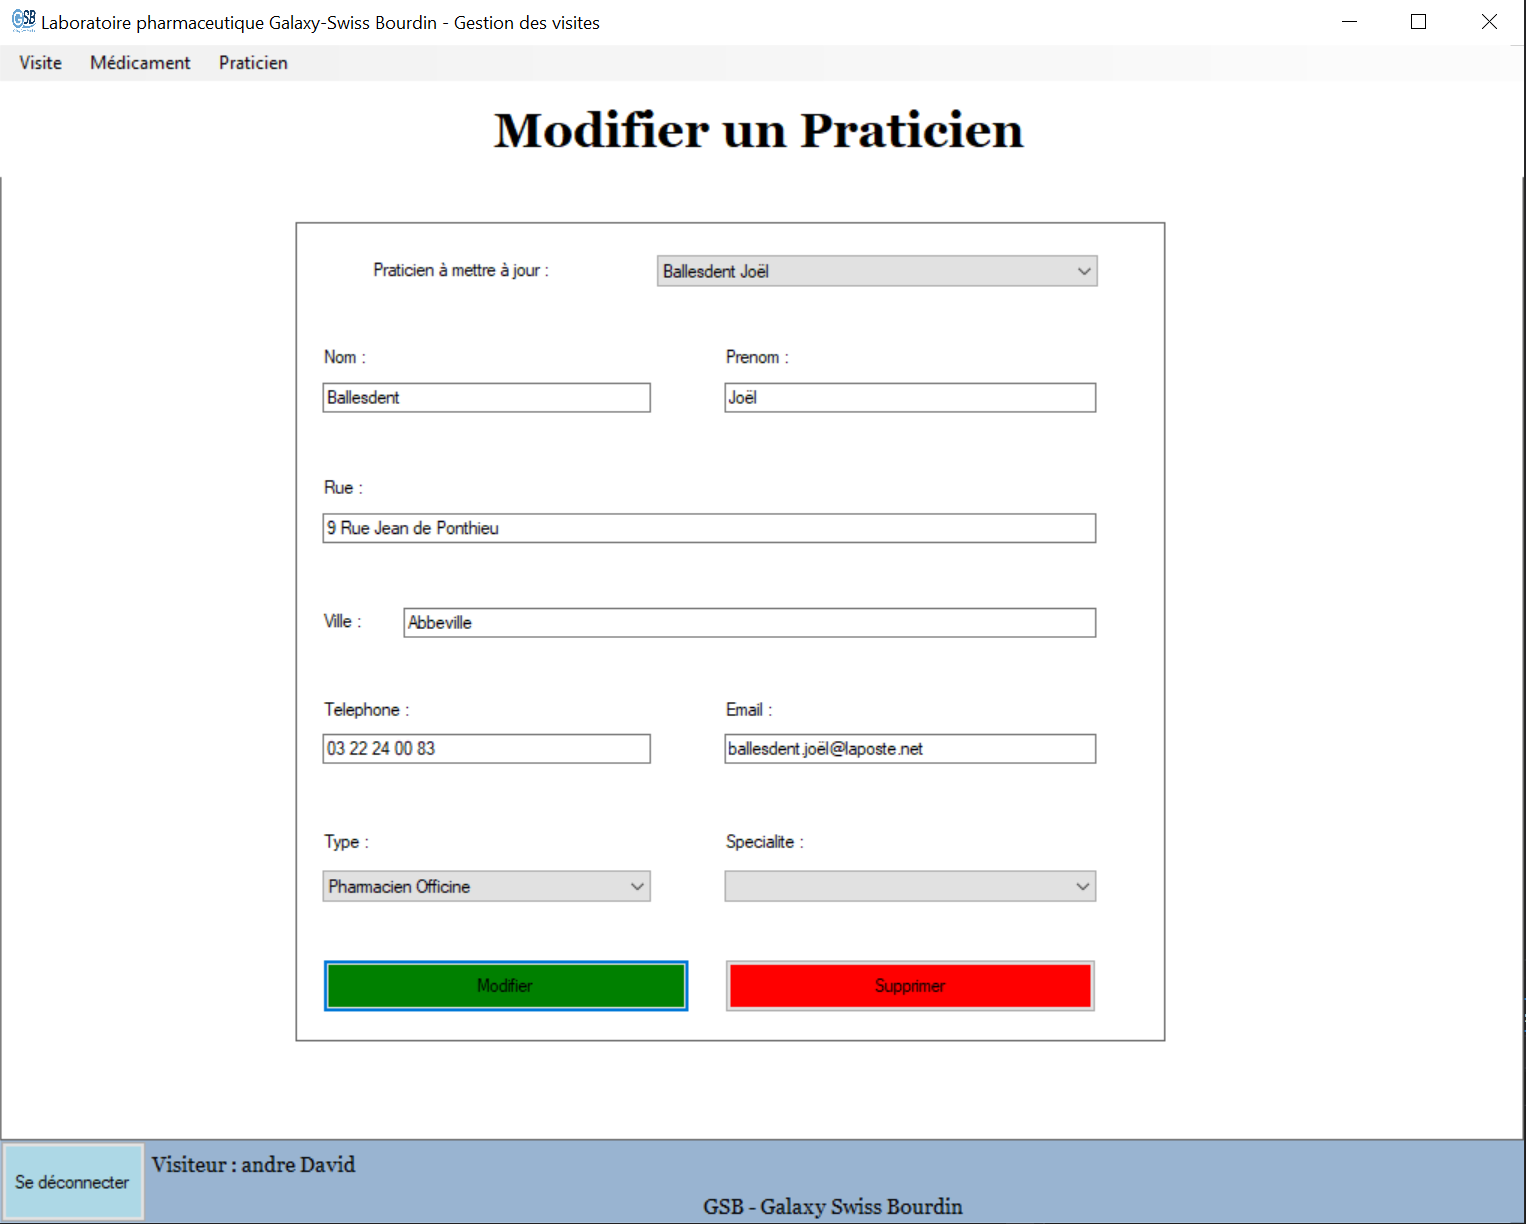 GSB Laboratoire pharmaceutique Galaxy-Swiss Bourdin - Gestion des visites
Visite Médicament Praticien
Modifier un Praticien
Praticien à mettre à jour : Ballesdent Joël
Nom : Prenom :
Ballesdent Joël
Rue :
9 Rue Jean de Ponthieu
Ville : Abbeville
Telephone : Email :
03 22 24 00 83 ballesdent.joël@laposte.net
Type : Specialite :
Pharmacien Officine
Modifier Supprimer
Se déconnecter Visiteur : andre David
GSB - Galaxy Swiss Bourdin